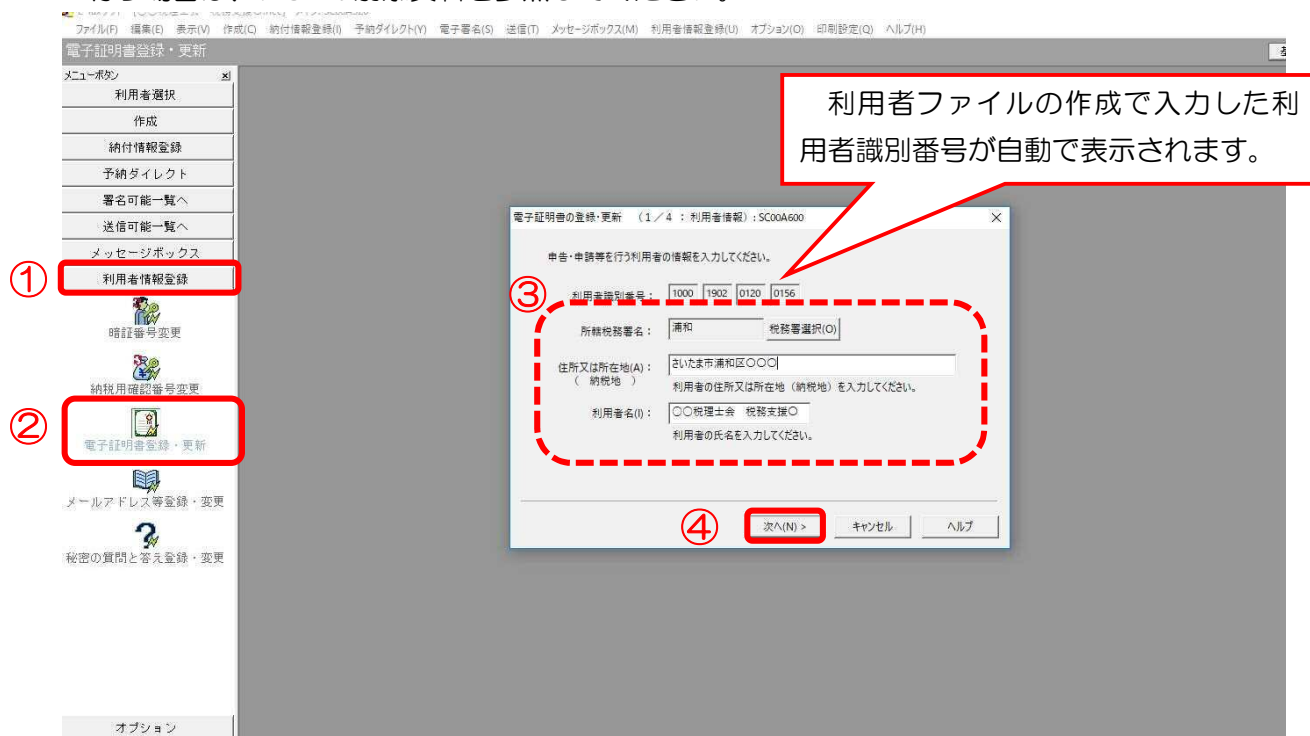 ファイル(F) 編集(E) 表示(V) 作成(C) 納付情報登録(I) 予納ダイレクト(Y) 電子署名(S) 送信(T) メッセージボックス(M) 利用者情報登録(U) オプション(O) 印刷設定(Q) ヘルプ(H)
電子証明書登録・更新
メニューボタン
利用者選択
作成
納付情報登録
予納ダイレクト
署名可能一覧へ
送信可能一覧へ
メッセージボックス
① 利用者情報登録
暗証番号変更
納税用確認番号変更
② 電子証明書登録・更新
メールアドレス等登録・変更
秘密の質問と答え登録・変更
オプション
利用者ファイルの作成で入力した利
用者識別番号が自動で表示されます。
電子証明書の登録・更新 (1/4:利用者情報):SC00A600
申告・申請等を行う利用者の情報を入力してください。
③
利用者識別番号: 1000 1902 0120 0156
所轄税務署名: 浦和 税務署選択(O)
住所又は所在地(A): さいたま市浦和区〇〇〇
( 納税地 ) 利用者の住所又は所在地(納税地)を入力してください。
利用者名(I): 〇〇税理士会 税務支援〇
利用者の氏名を入力してください。
④ 次へ(N) > キャンセル ヘルプ